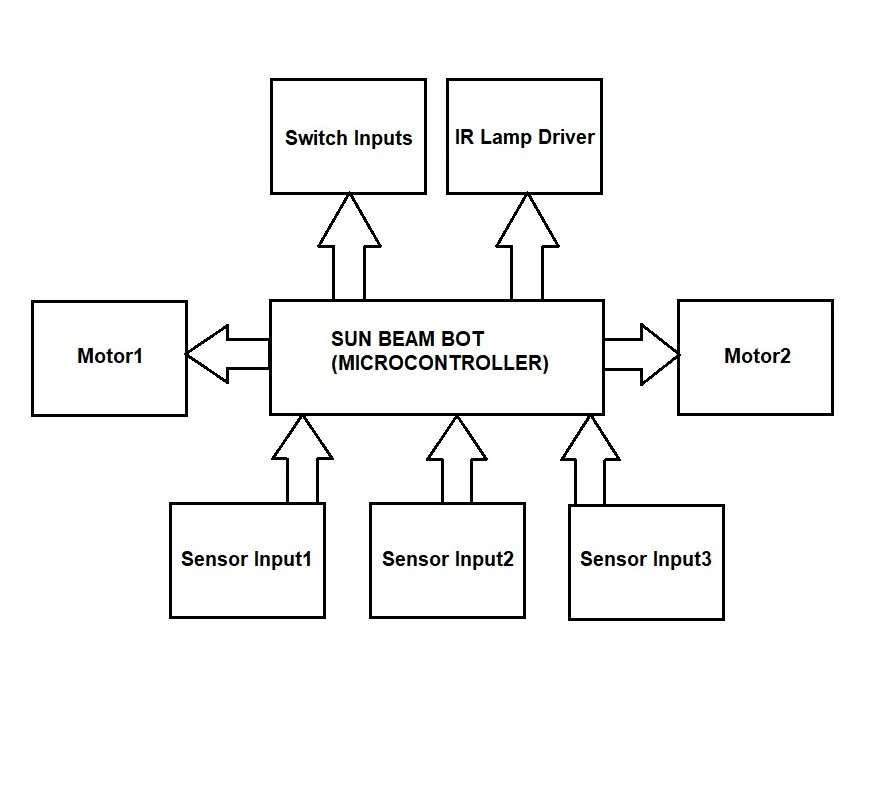 Switch Inputs
IR Lamp Driver
Motor1
SUN BEAM BOT
(MICROCONTROLLER)
Motor2
Sensor Input1
Sensor Input2
Sensor Input3